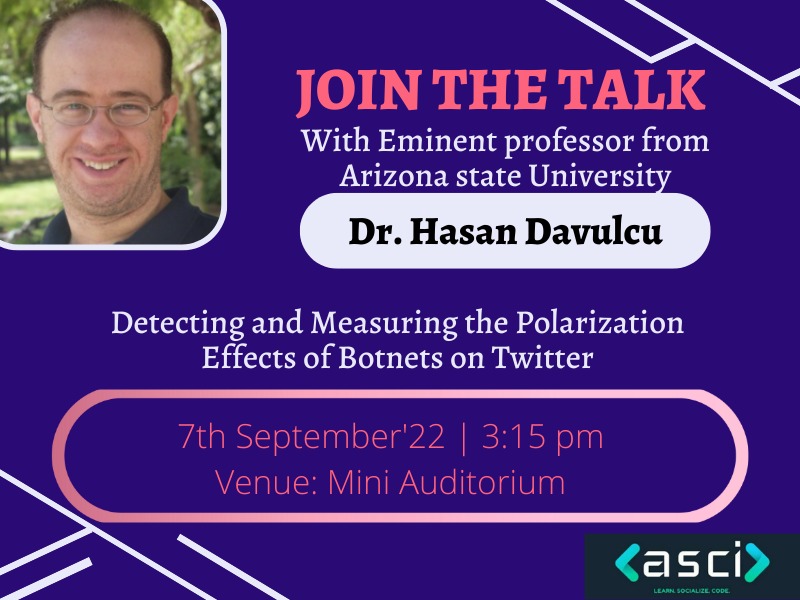 JOIN THE TALK
With Eminent professor from
Arizona state University
Dr. Hasan Davulcu
Detecting and Measuring the Polarization
Effects of Botnets on Twitter
7th September'22 | 3:15 pm
Venue: Mini Auditorium
<asci>
LEARN. SOCIALIZE. CODE.